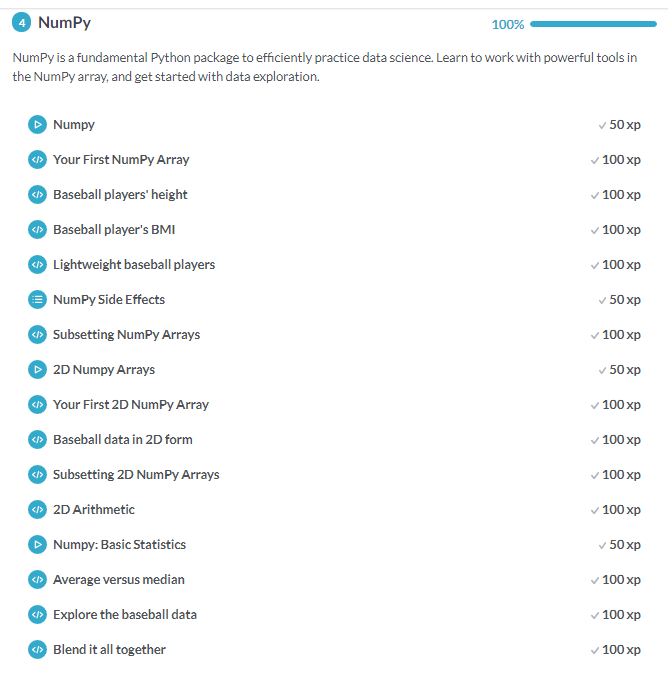 4 NumPy 100%
NumPy is a fundamental Python package to efficiently practice data science. Learn to work with powerful tools in
the NumPy array, and get started with data exploration.
Numpy 50 xp
Your First NumPy Array 100 xp
Baseball players' height 100 xp
Baseball player's BMI 100 xp
Lightweight baseball players 100 xp
NumPy Side Effects 50 xp
Subsetting NumPy Arrays 100 xp
2D Numpy Arrays 50 xp
Your First 2D NumPy Array 100 xp
Baseball data in 2D form 100 xp
Subsetting 2D NumPy Arrays 100 xp
2D Arithmetic 100 xp
Numpy: Basic Statistics 50 xp
Average versus median 100 xp
Explore the baseball data 100 xp
Blend it all together 100 xp